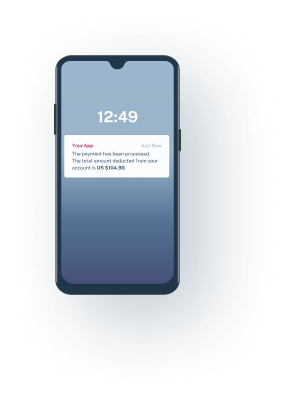 12:49
Your App Just Now
The payment has been processed.
The total amount deducted from your
account is US $104.90.